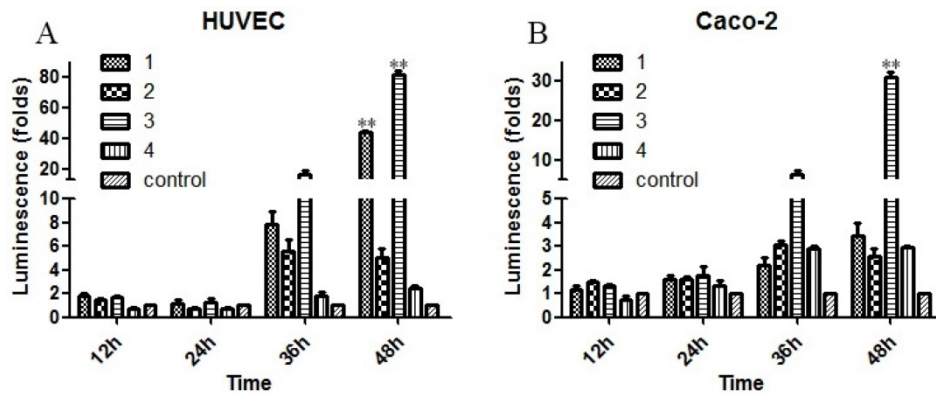 A
HUVEC
Luminescence (folds)
80
60
40
20
10
8
6
4
2
0
1
2
3
4
control
**
**
12h
24h
36h
48h
Time
B
Caco-2
Luminescence (folds)
30
20
10
5
4
3
2
1
0
1
2
3
4
control
**
12h
24h
36h
48h
Time